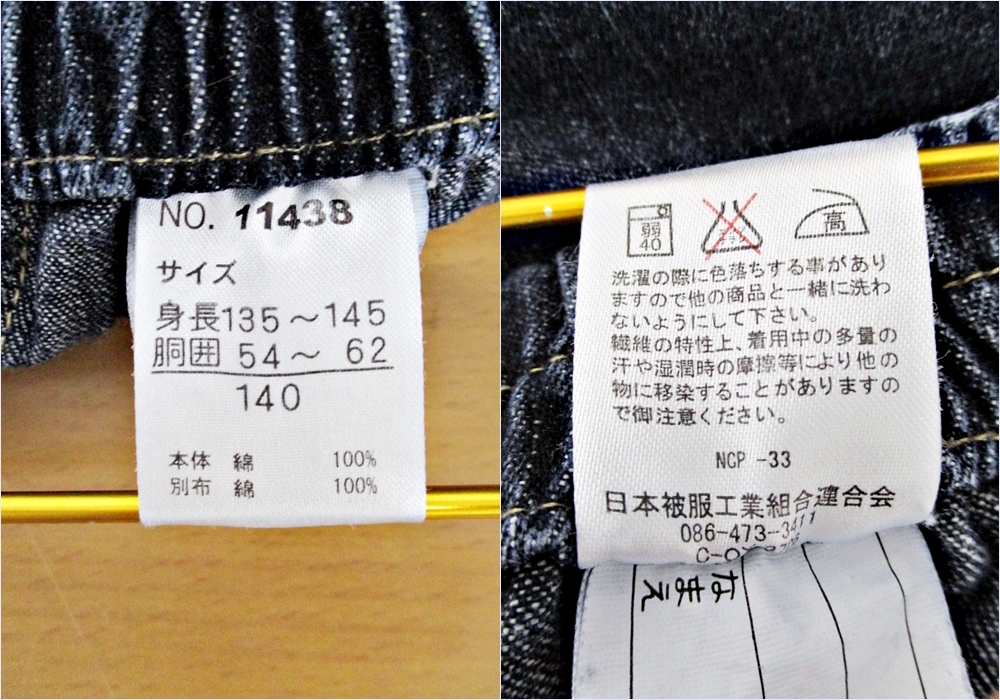 NO. 11438
サイズ
身長135～145
胴囲 54～ 62
140
本体 綿 100%
別布 綿 100%
弱
40
高
洗濯の際に色落ちする事があり
ますので他の商品と一緒に洗わ
ないようにして下さい。
繊維の特性上、着用中の多量の
汗や湿潤時の摩擦等により他の
物に移染することがありますの
で御注意ください。
NCP -33
日本被服工業組合連合会
086-473-3411
なまえ